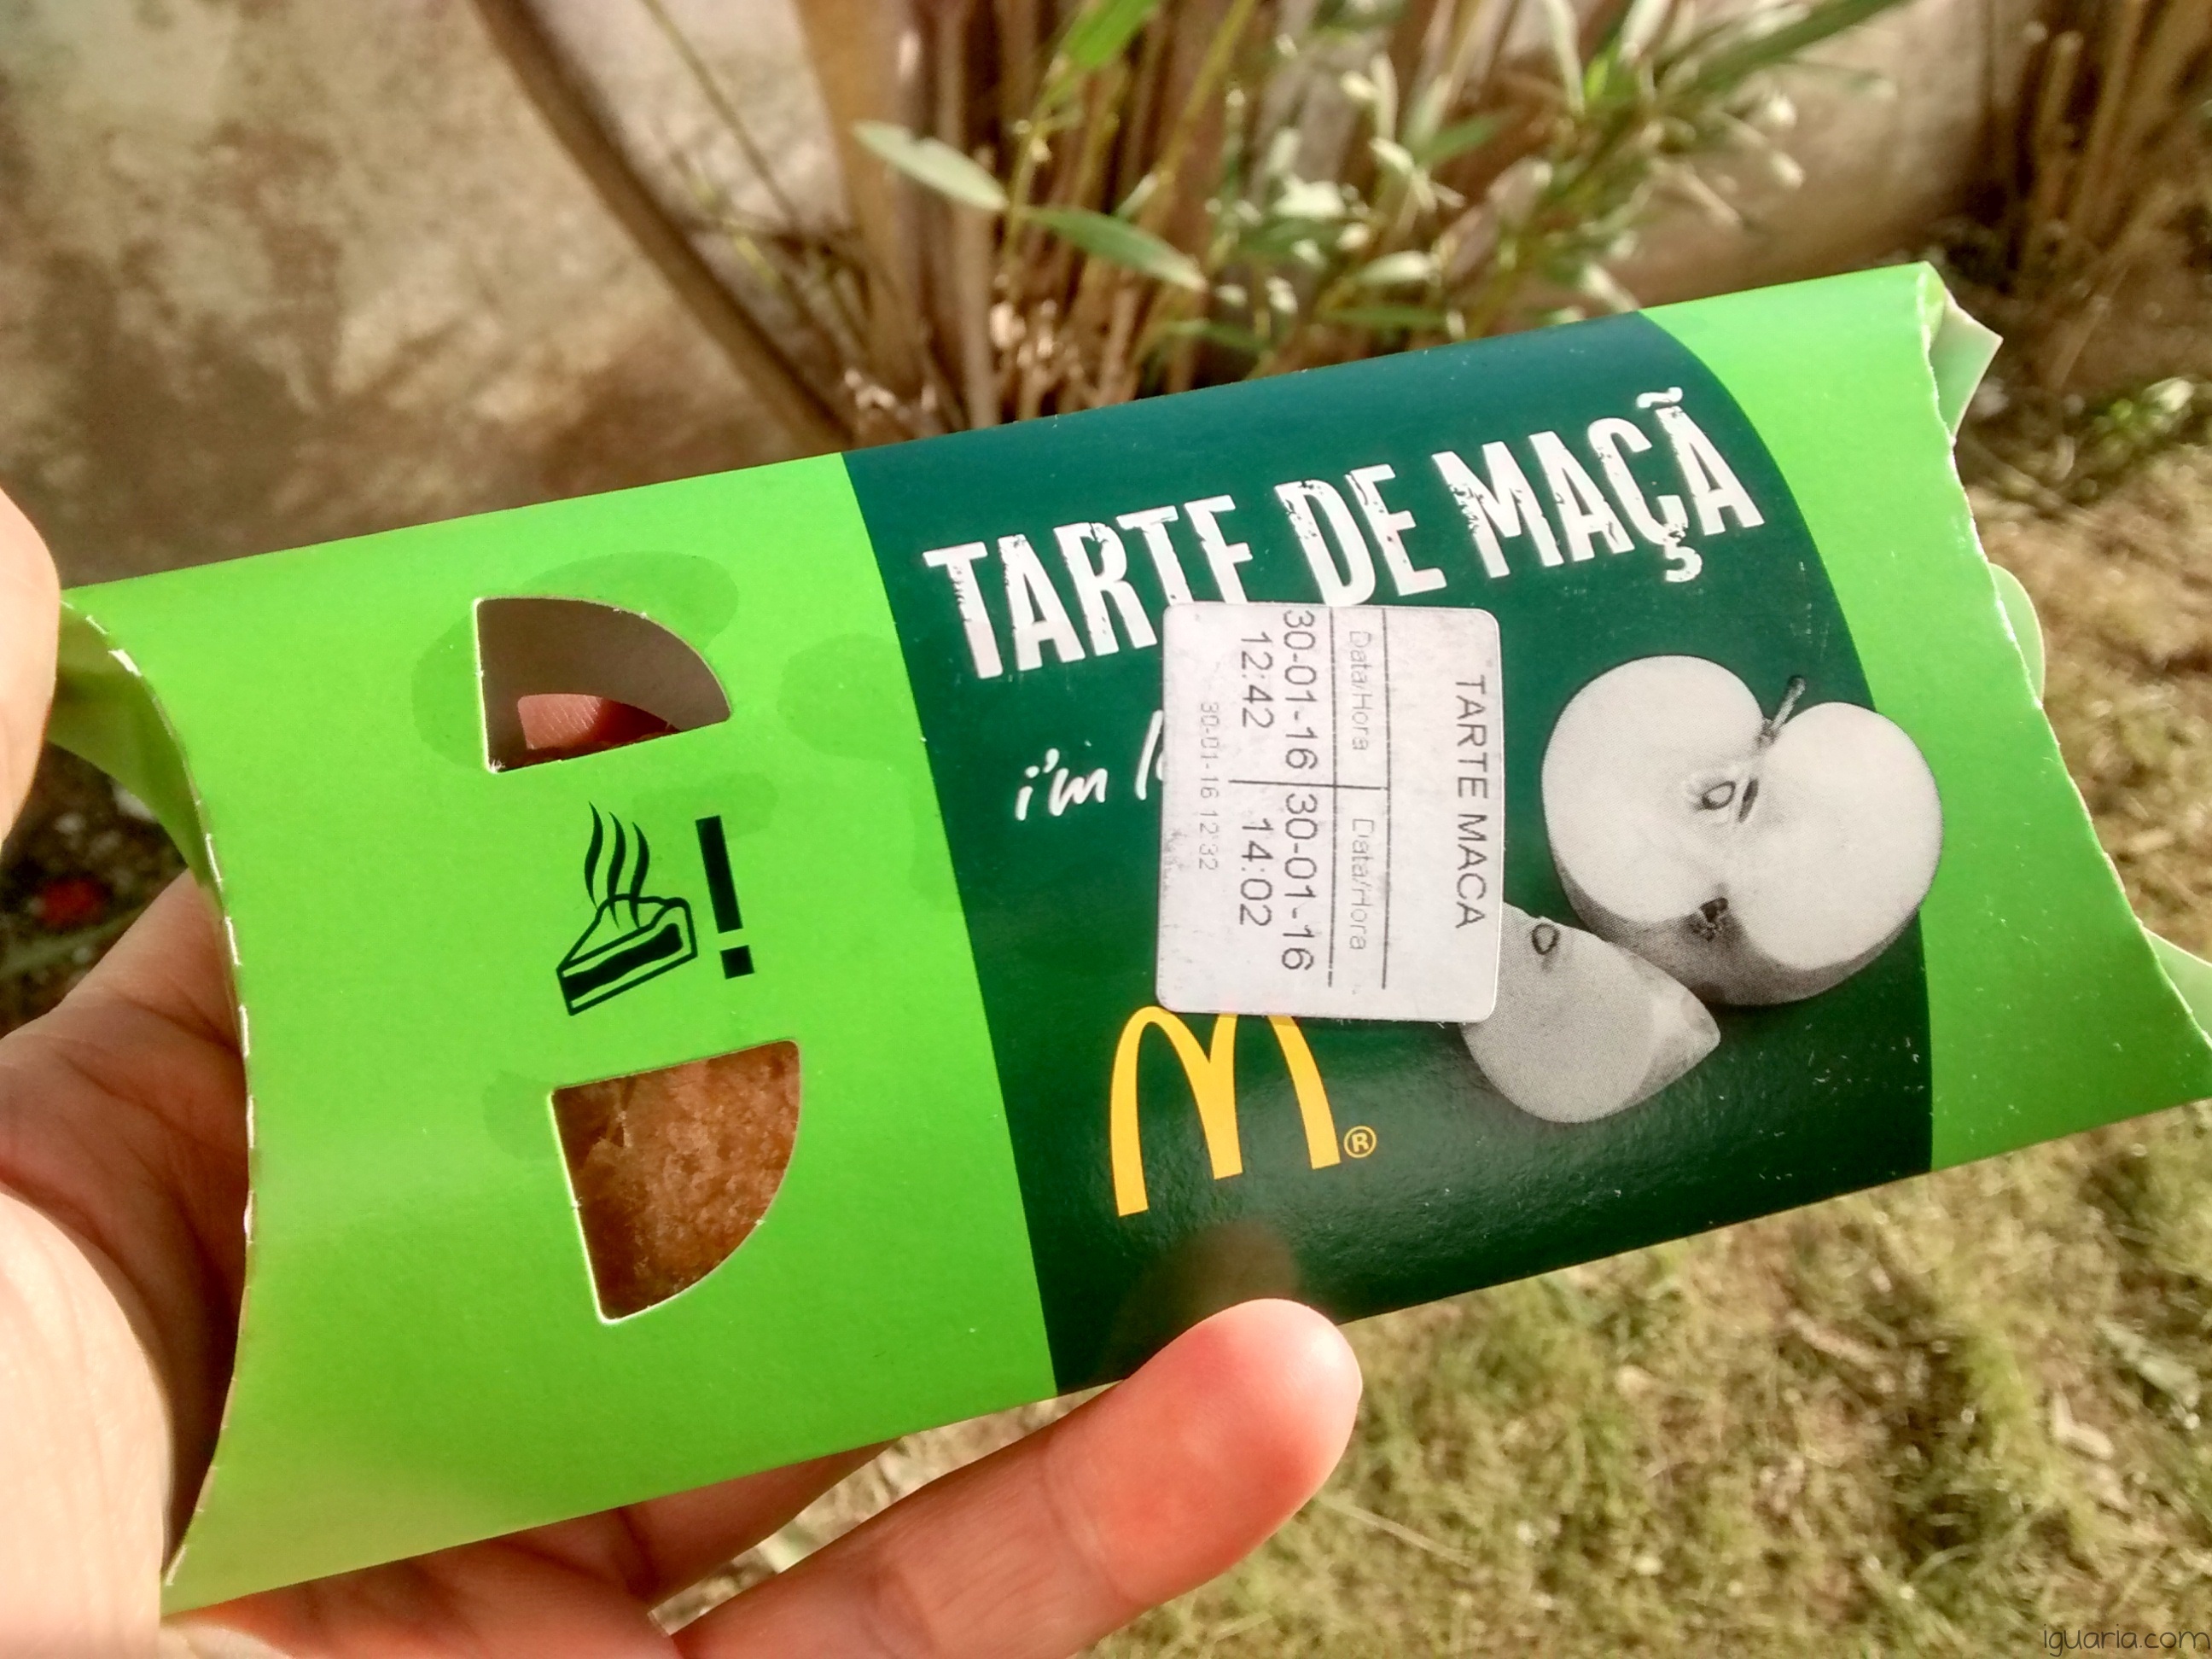 TARTE DE MAÇÃ
i'm l
M®
TARTE MACA
Data/Hora Data/Hora
30-01-16 30-01-16
12:42 14:02
30-01-16 12:32
!
iguaria.com